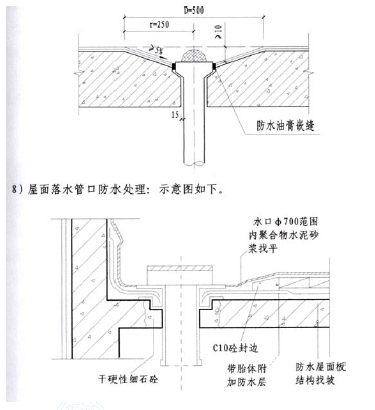 D=500
r=250
≥5%
≥10
15
防水油膏嵌缝
8）屋面落水管口防水处理：示意图如下。
水口φ700范围
内聚合物水泥砂
浆找平
C10砼封边
干硬性细石砼
带胎体附
加防水层
防水屋面板
结构找坡